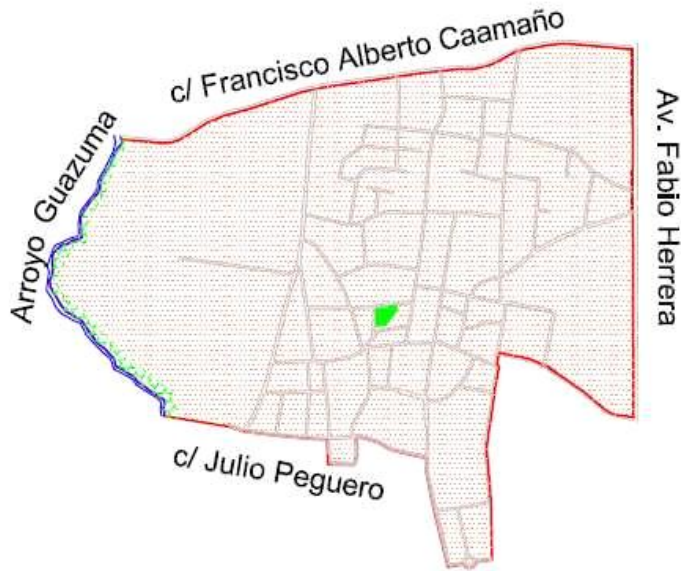 c/ Francisco Alberto Caamaño
Av. Fabio Herrera
Arroyo Guazuma
c/ Julio Peguero